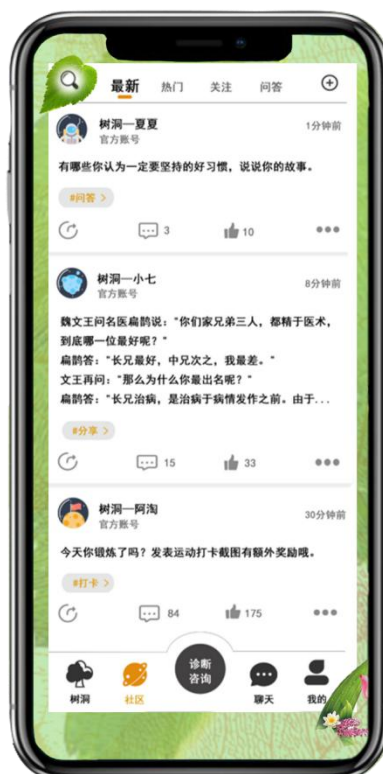 最新 热门 关注 问答
树洞—夏夏
1分钟前
官方账号
有哪些你认为一定要坚持的好习惯，说说你的故事。
#问答 >
3 10
树洞—小七
8分钟前
官方账号
魏文王问名医扁鹊说："你们家兄弟三人，都精于医术，
到底哪一位最好呢？"
扁鹊答："长兄最好，中兄次之，我最差。"
文王再问："那么为什么你最出名呢？"
扁鹊答："长兄治病，是治病于病情发作之前。由于...
#分享 >
15 33
树洞—阿淘
30分钟前
官方账号
今天你锻炼了吗？发表运动打卡截图有额外奖励哦。
#打卡 >
84 175
诊断
咨询
树洞 社区 聊天 我的